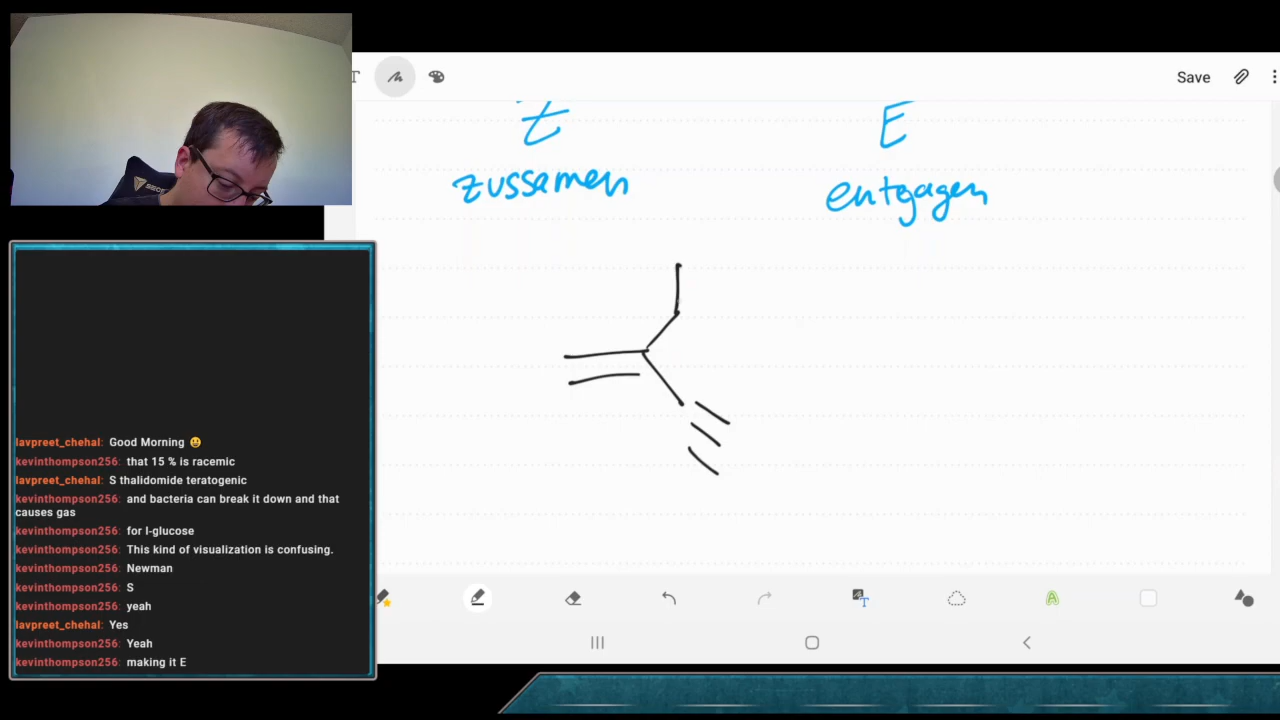 T
Save
Z
E
zussamen
entgagen
SEC
lavpreet_chehal: Good Morning 😃
kevinthompson256: that 15 % is racemic
lavpreet_chehal: S thalidomide teratogenic
kevinthompson256: and bacteria can break it down and that
causes gas
kevinthompson256: for l-glucose
kevinthompson256: This kind of visualization is confusing.
kevinthompson256: Newman
kevinthompson256: S
kevinthompson256: yeah
lavpreet_chehal: Yes
kevinthompson256: Yeah
kevinthompson256: making it E
T
A